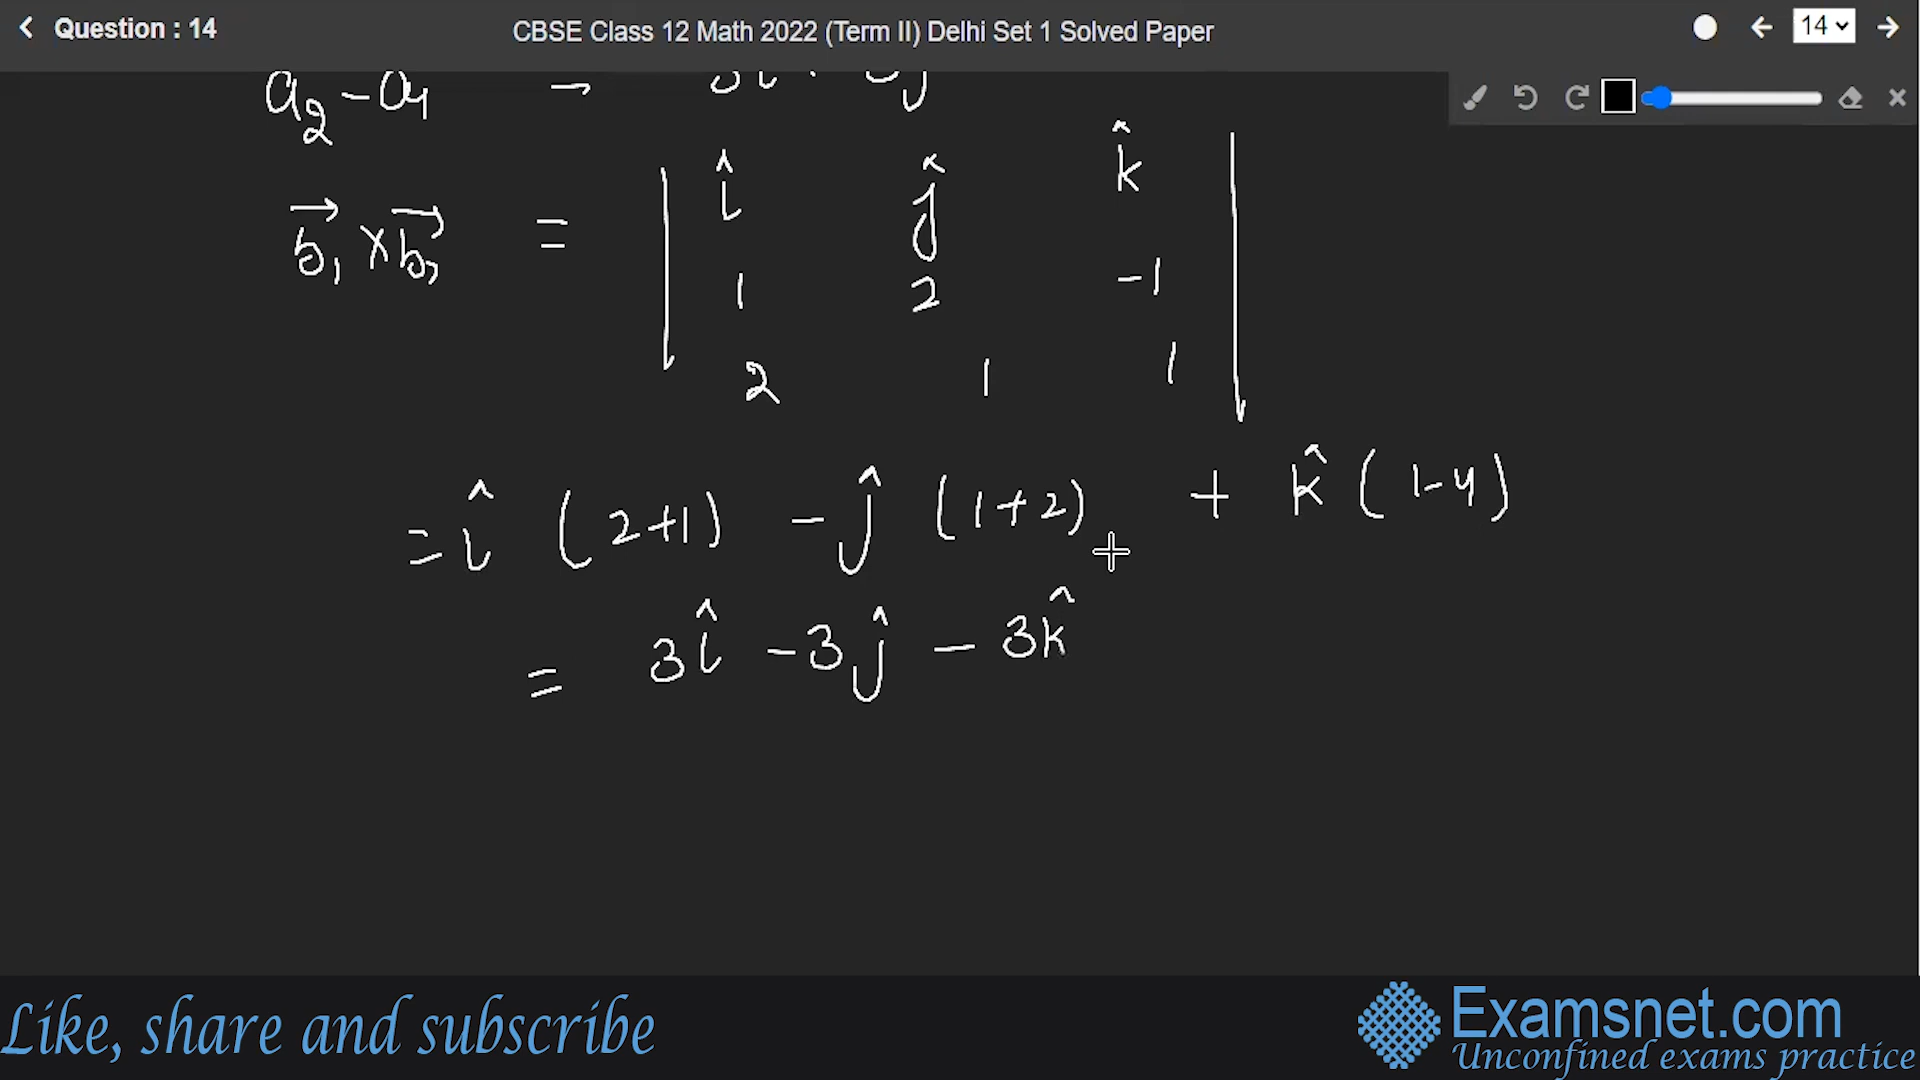 Question : 14
CBSE Class 12 Math 2022 (Term II) Delhi Set 1 Solved Paper
14
a₂ - a₁
b⃗₁ × b⃗₂ = | î ĵ k̂ |
1 2 -1
2 1 1
= î (2+1) - ĵ (1+2) + k̂ (1-4)
= 3î - 3ĵ - 3k̂
Like, share and subscribe
Examsnet.com
Unconfined exams practice